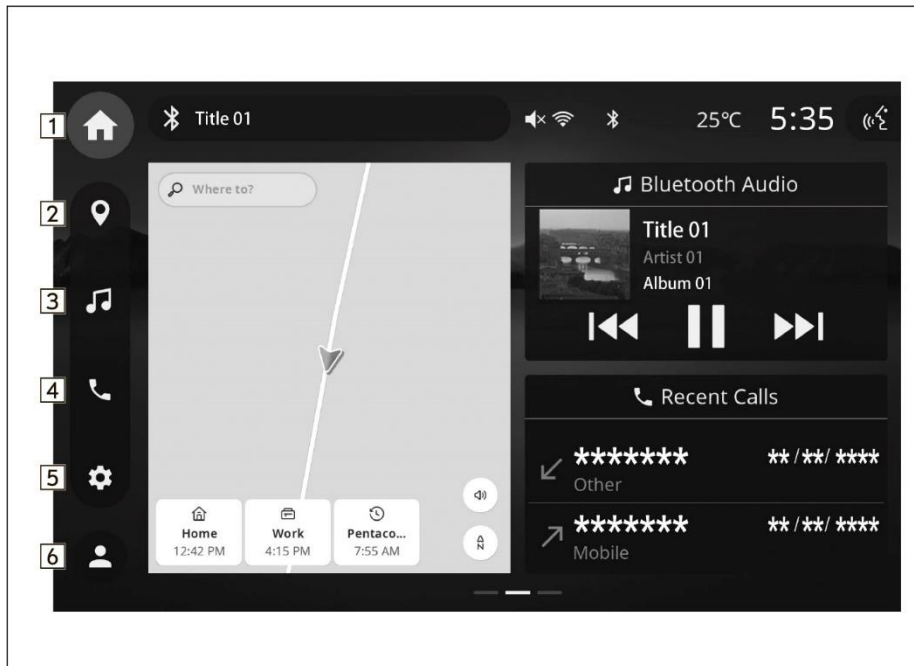 1
Title 01
25°C
5:35
2
Where to?
Bluetooth Audio
Title 01
Artist 01
Album 01
3
4
Recent Calls
******* **/**/ ****
Other
******* **/**/ ****
Mobile
5
Home
12:42 PM
Work
4:15 PM
Pentaco...
7:55 AM
N
6